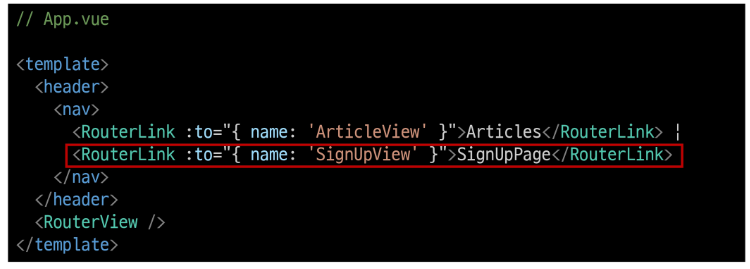 // App.vue
<template>
<header>
<nav>
<RouterLink :to="{ name: 'ArticleView' }">Articles</RouterLink> |
<RouterLink :to="{ name: 'SignUpView' }">SignUpPage</RouterLink>
</nav>
</header>
<RouterView />
</template>